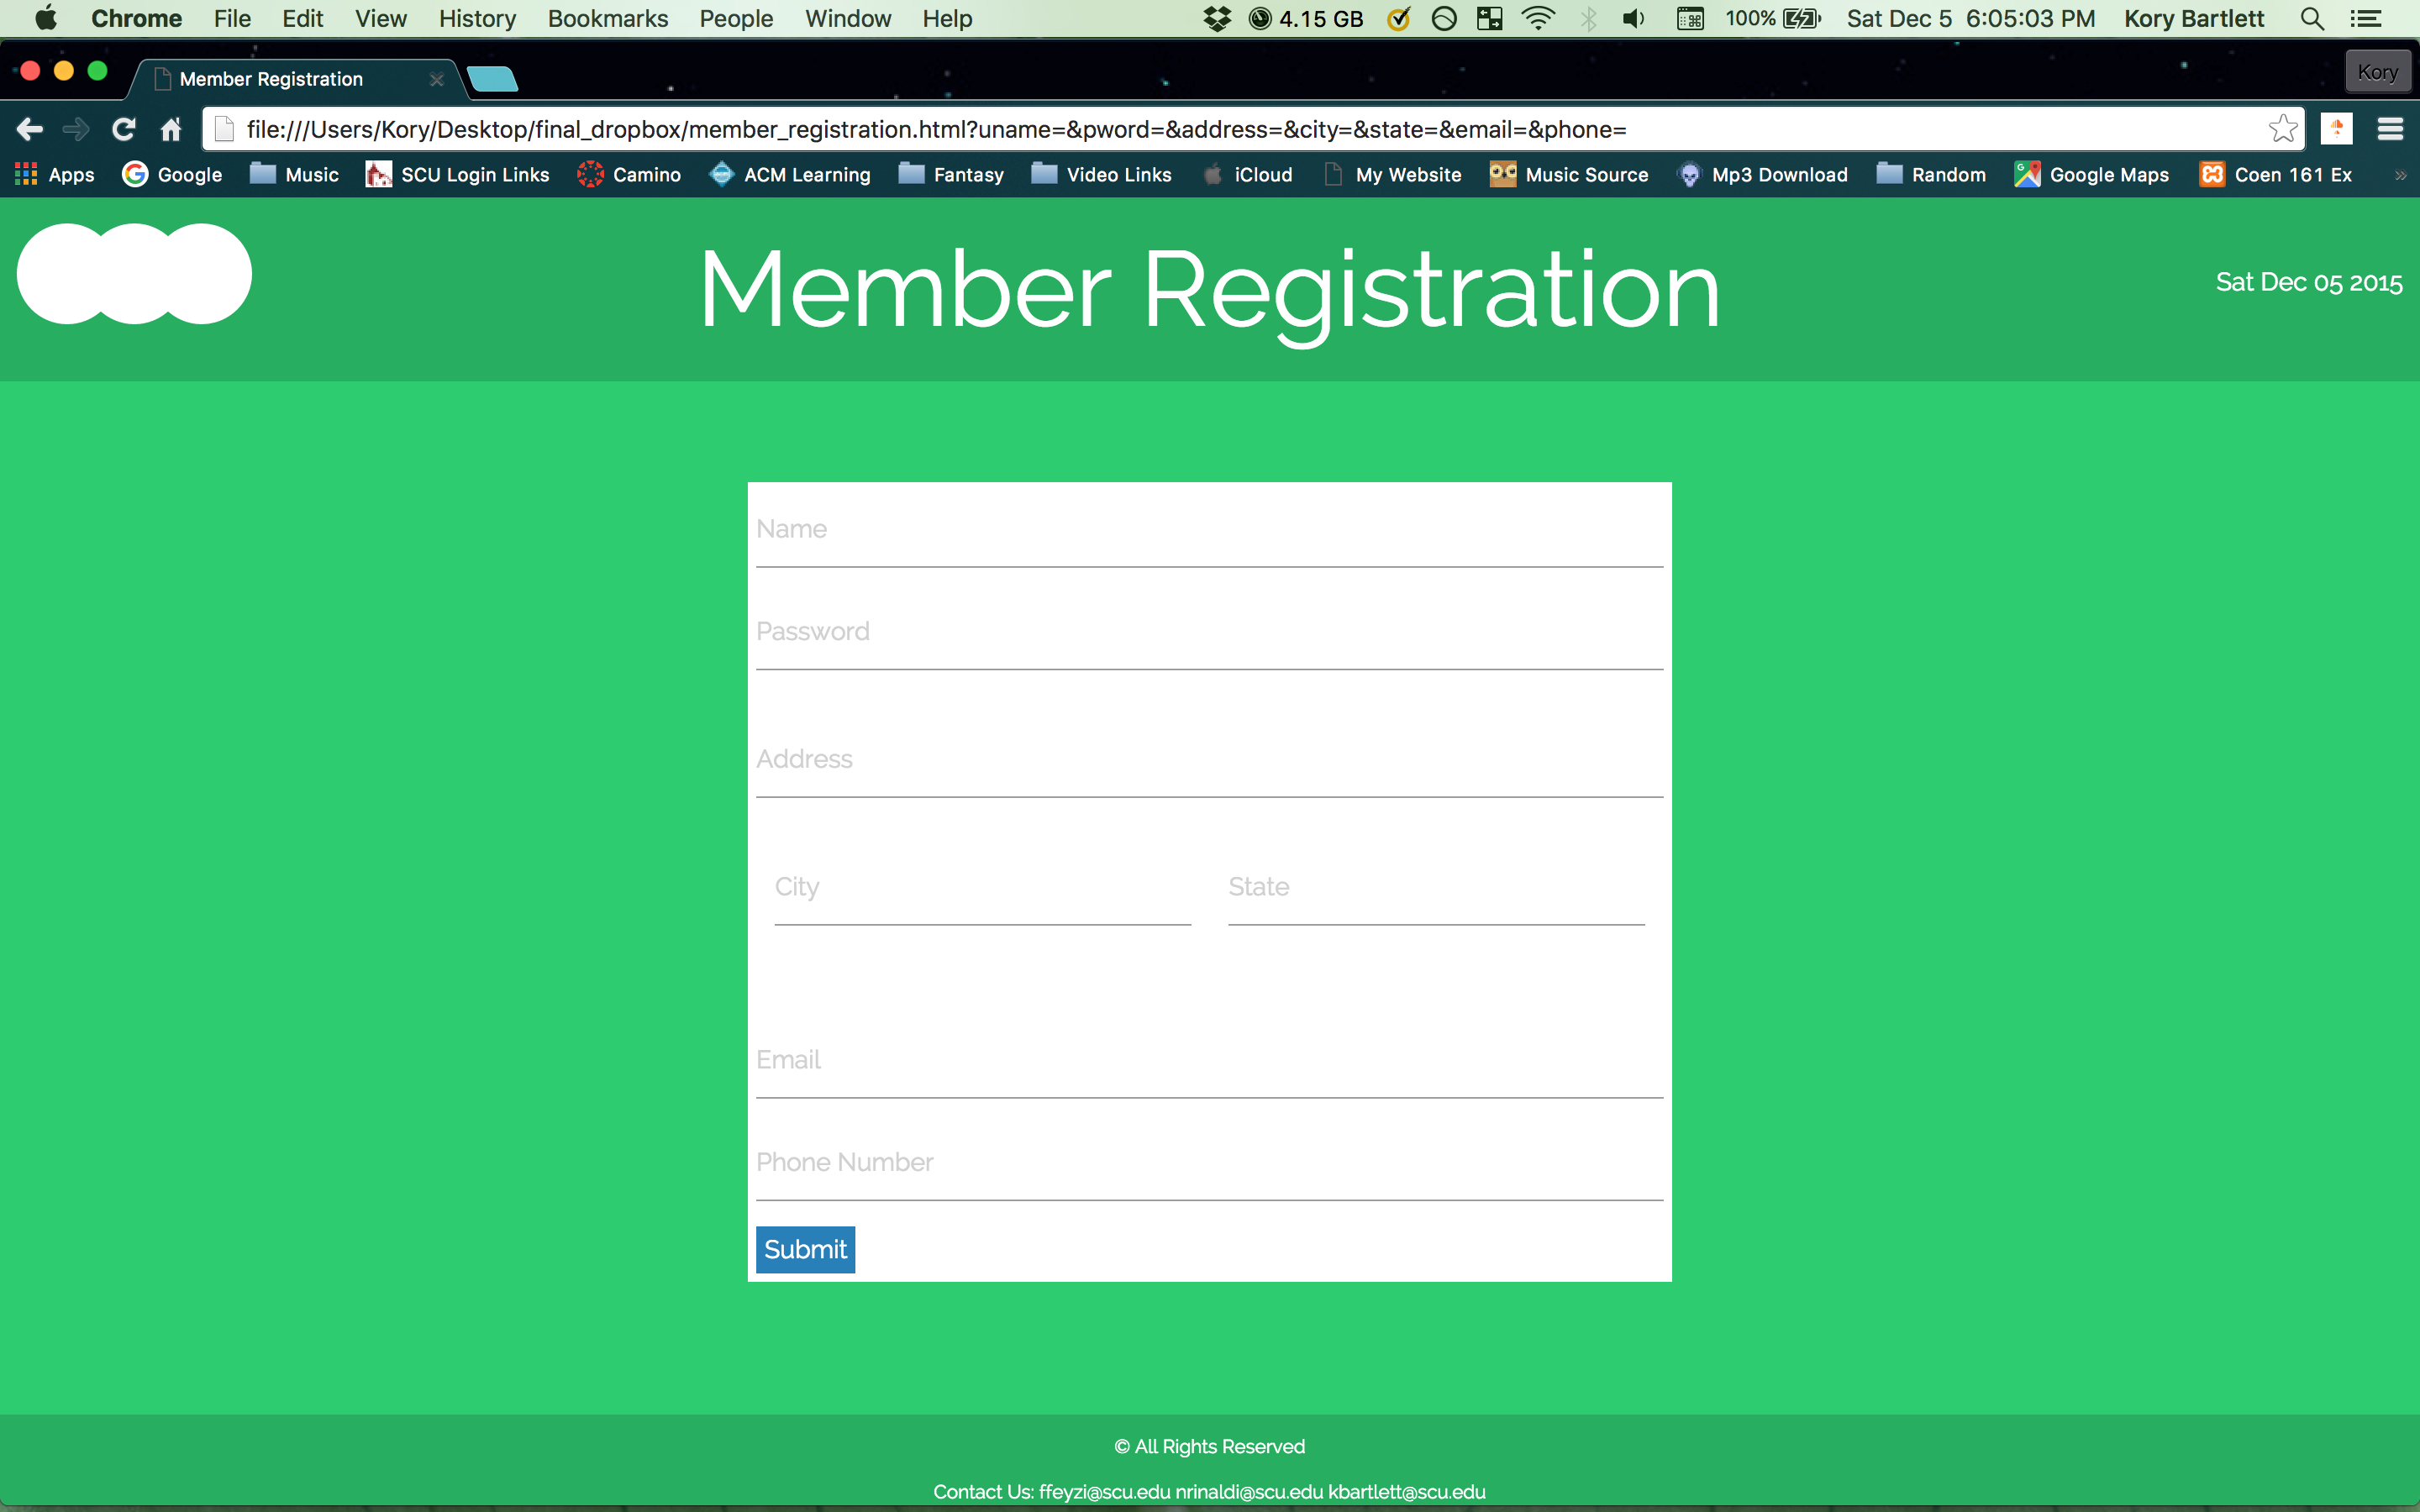 Chrome File Edit View History Bookmarks People Window Help 4.15 GB 100% Sat Dec 5 6:05:03 PM Kory Bartlett
Member Registration Kory
file:///Users/Kory/Desktop/final_dropbox/member_registration.html?uname=&pword=&address=&city=&state=&email=&phone=
Apps Google Music SCU Login Links Camino ACM Learning Fantasy Video Links iCloud My Website Music Source Mp3 Download Random Google Maps Coen 161 Ex »
Member Registration
Sat Dec 05 2015
Name
Password
Address
City State
Email
Phone Number
Submit
© All Rights Reserved
Contact Us: ffeyzi@scu.edu nrinaldi@scu.edu kbartlett@scu.edu